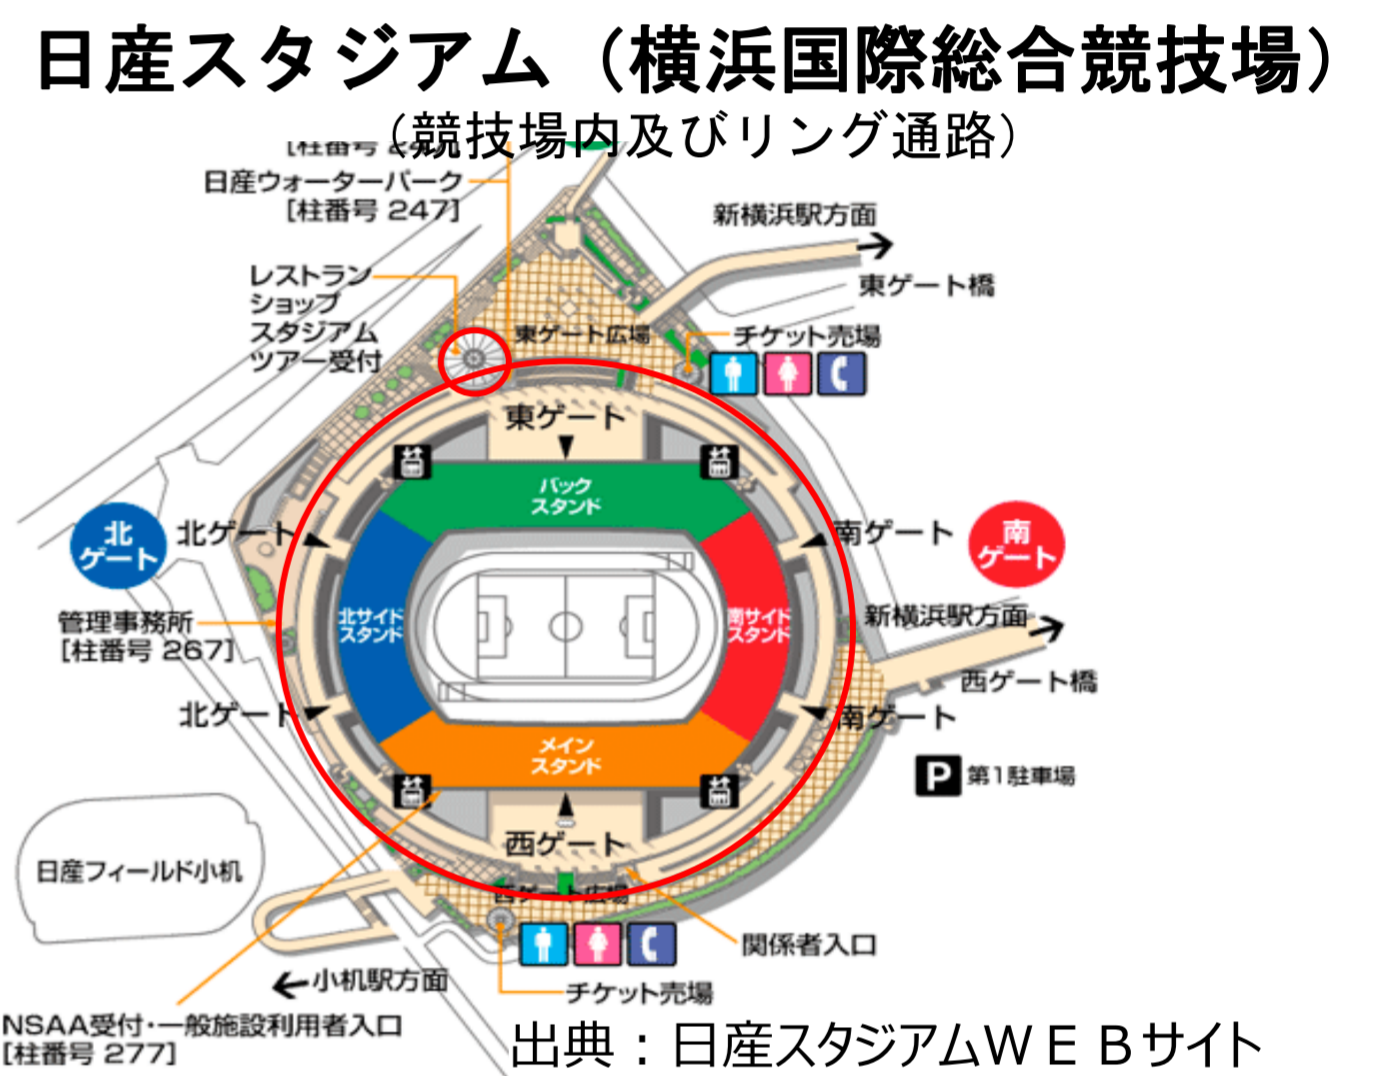 日産スタジアム（横浜国際総合競技場）
（競技場内及びリング通路）
[柱番号
日産ウォーターパーク
[柱番号 247]
新横浜駅方面
東ゲート橋
レストラン
ショップ
スタジアム
ツアー受付
東ゲート広場
チケット売場
東ゲート
バック
スタンド
北
ゲート
北ゲート
南ゲート
南
ゲート
北サイド
スタンド
南サイド
スタンド
管理事務所
[柱番号 267]
新横浜駅方面
西ゲート橋
北ゲート
南ゲート
メイン
スタンド
P 第1駐車場
西ゲート
西ゲート広場
日産フィールド小机
関係者入口
小机駅方面
チケット売場
NSAA受付・一般施設利用者入口
[柱番号 277]
出典：日産スタジアムＷＥＢサイト